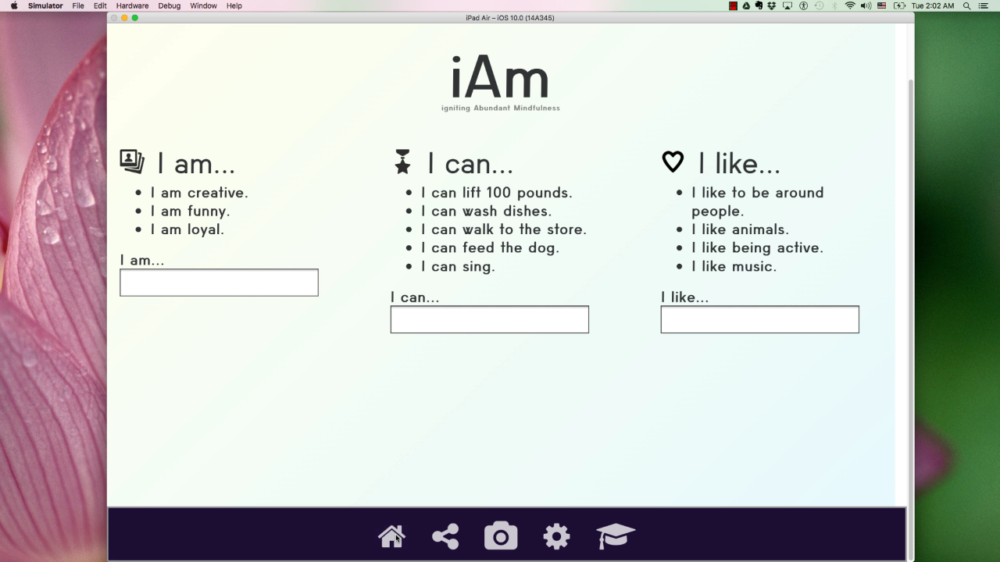 Simulator File Edit Hardware Debug Window Help Tue 2:02 AM
iPad Air – iOS 10.0 (14A345)
iAm
igniting Abundant Mindfulness
I am...
I am creative.
I am funny.
I am loyal.
I am...
I can...
I can lift 100 pounds.
I can wash dishes.
I can walk to the store.
I can feed the dog.
I can sing.
I can...
I like...
I like to be around
people.
I like animals.
I like being active.
I like music.
I like...